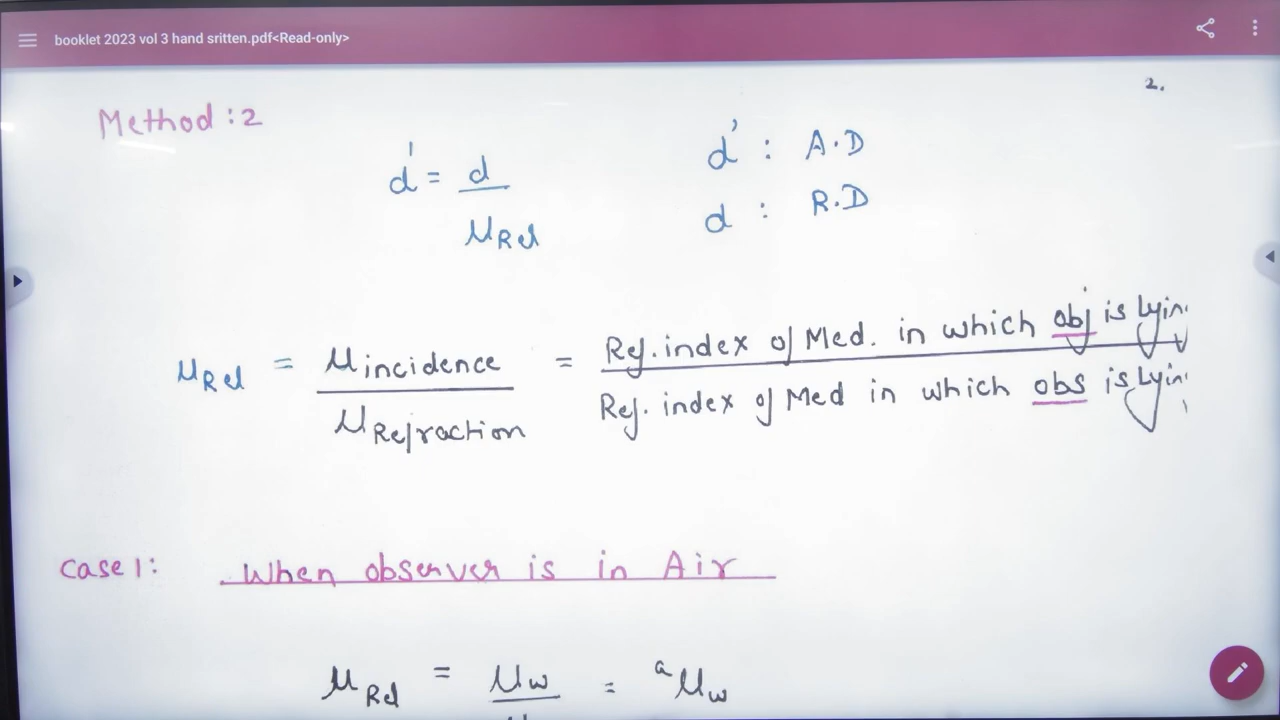 booklet 2023 vol 3 hand sritten.pdf<Read-only>
2.
Method : 2
d' = d / μRel
d' : A.D
d : R.D
μRel = μincidence / μRefraction = Ref. index of Med. in which obj is lying / Ref. index of Med in which obs is lying
Case 1: When observer is in Air
μRel = μw / = ᵃμw